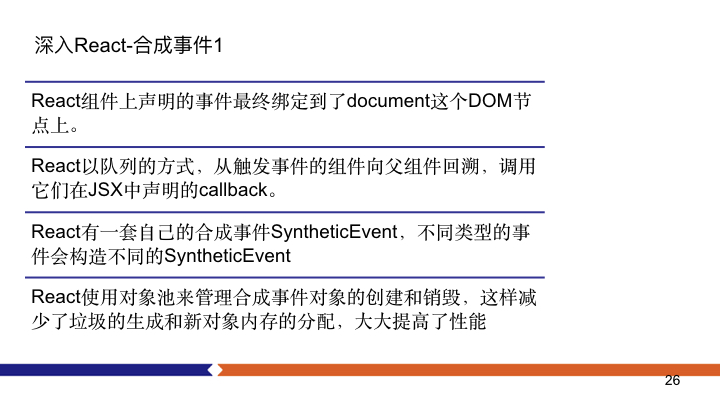 深入React-合成事件1
React组件上声明的事件最终绑定到了document这个DOM节
点上。
React以队列的方式，从触发事件的组件向父组件回溯，调用
它们在JSX中声明的callback。
React有一套自己的合成事件SyntheticEvent，不同类型的事
件会构造不同的SyntheticEvent
React使用对象池来管理合成事件对象的创建和销毁，这样减
少了垃圾的生成和新对象内存的分配，大大提高了性能
26